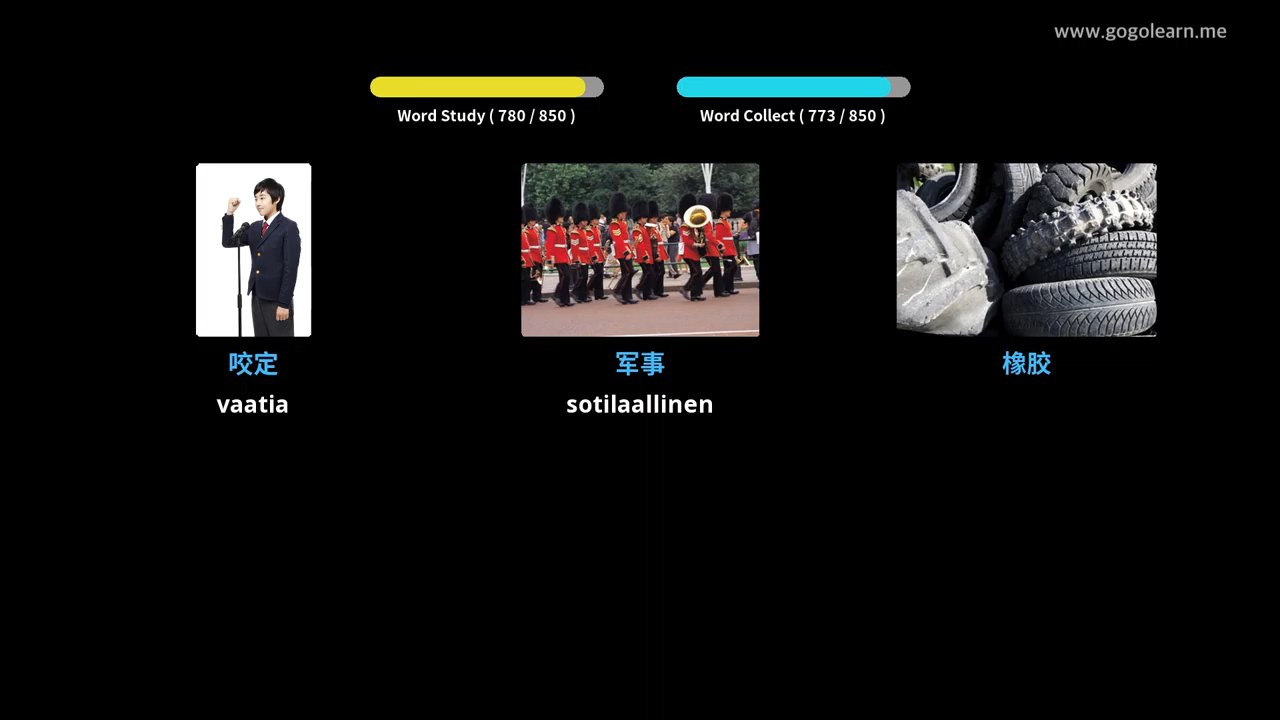 www.gogolearn.me
Word Study ( 780 / 850 )
Word Collect ( 773 / 850 )
咬定
军事
橡胶
vaatia
sotilaallinen